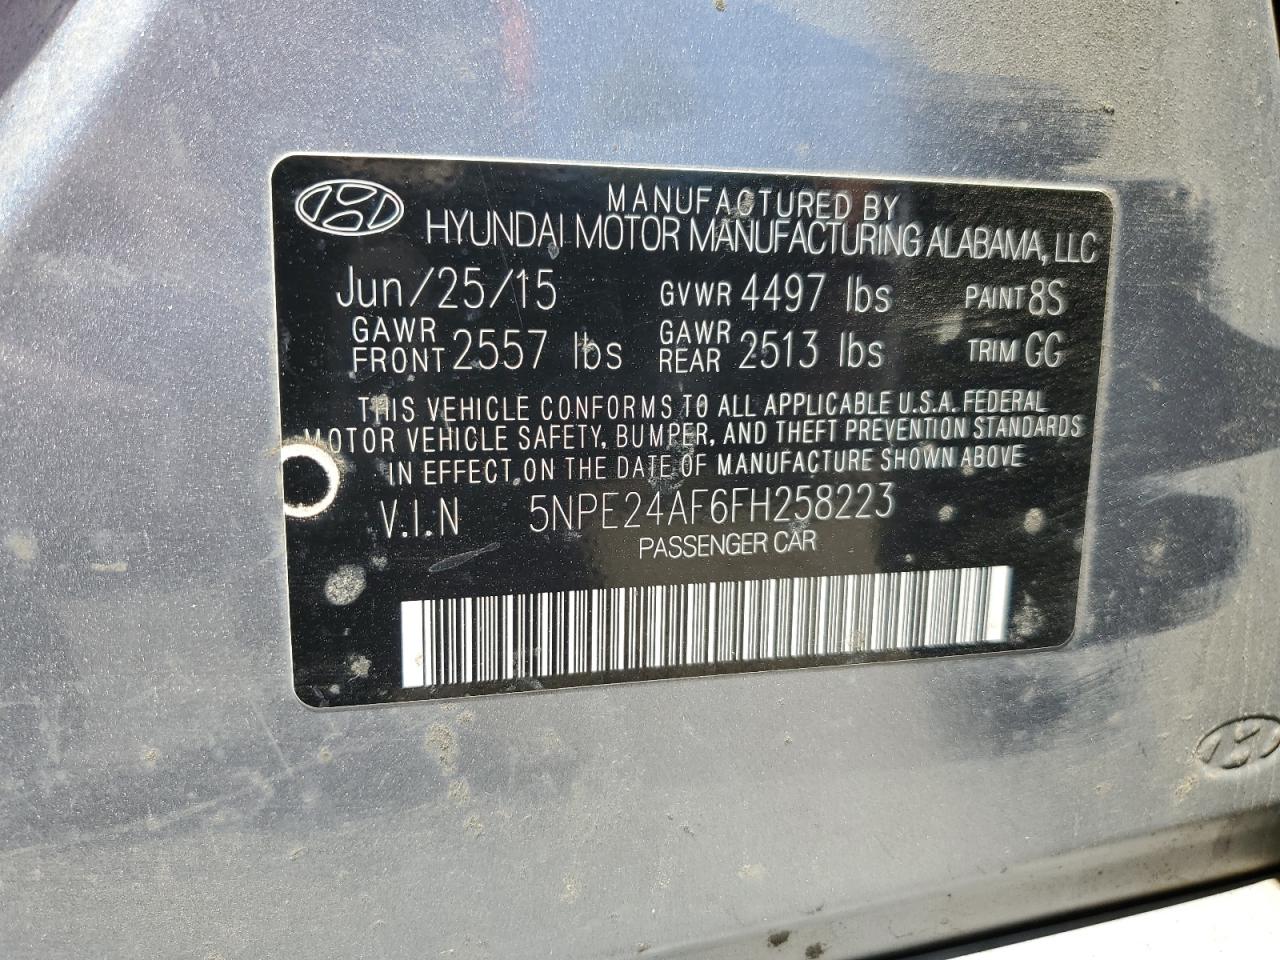 MANUFACTURED BY
HYUNDAI MOTOR MANUFACTURING ALABAMA, LLC
Jun/25/15 GVWR 4497 lbs PAINT 8S
GAWR FRONT 2557 lbs GAWR REAR 2513 lbs TRIM GG
THIS VEHICLE CONFORMS TO ALL APPLICABLE U.S.A. FEDERAL
MOTOR VEHICLE SAFETY, BUMPER, AND THEFT PREVENTION STANDARDS
IN EFFECT ON THE DATE OF MANUFACTURE SHOWN ABOVE
V.I.N 5NPE24AF6FH258223
PASSENGER CAR